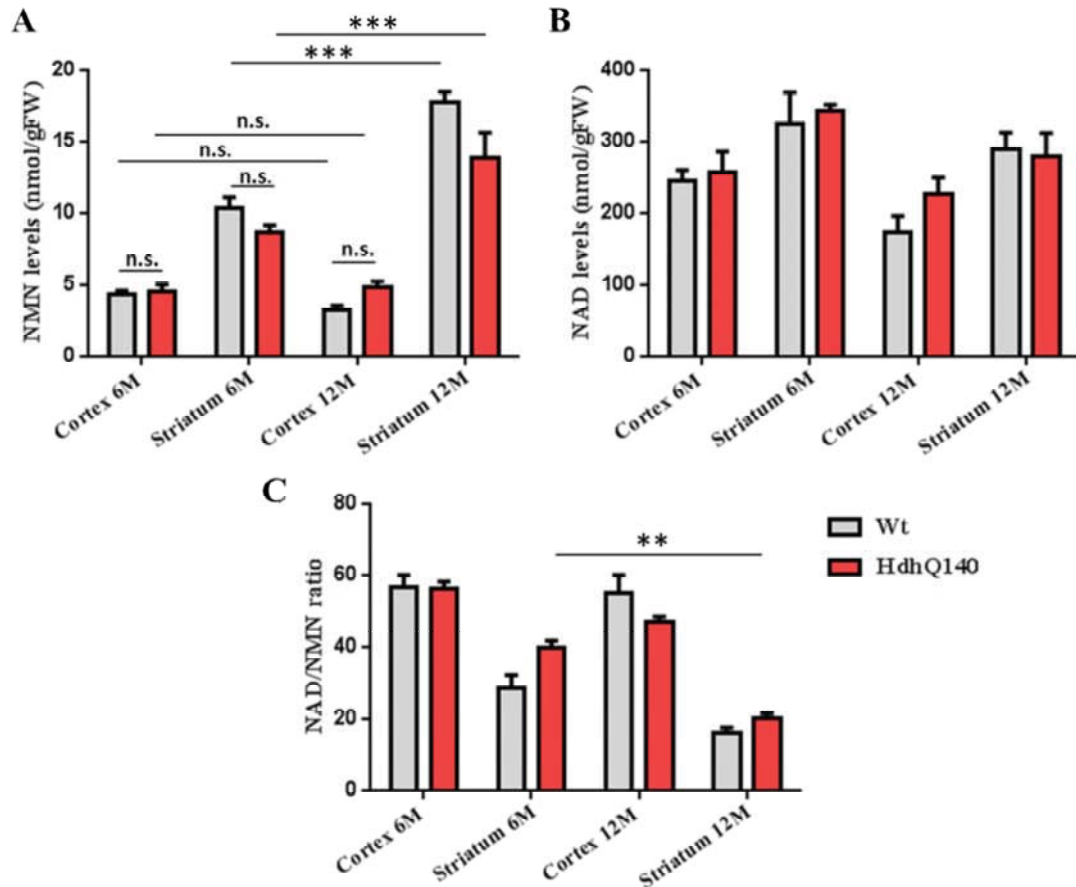 A
NMN levels (nmol/gFW)
20
15
10
5
0
***
***
n.s.
n.s.
n.s.
n.s.
n.s.
Cortex 6M
Striatum 6M
Cortex 12M
Striatum 12M
B
NAD levels (nmol/gFW)
400
300
200
100
0
Cortex 6M
Striatum 6M
Cortex 12M
Striatum 12M
C
NAD/NMN ratio
80
60
40
20
0
**
Cortex 6M
Striatum 6M
Cortex 12M
Striatum 12M
Wt
HdhQ140